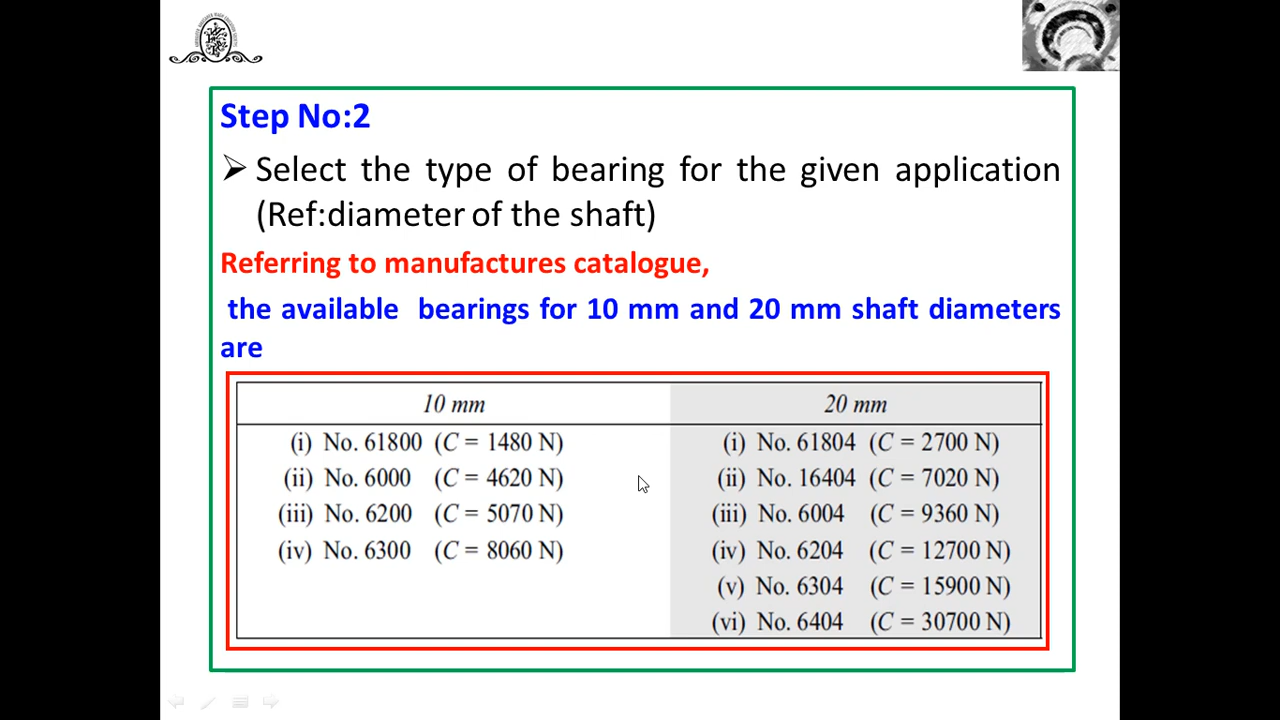 Step No:2
Select the type of bearing for the given application
(Ref:diameter of the shaft)
Referring to manufactures catalogue,
the available bearings for 10 mm and 20 mm shaft diameters
are
10 mm 20 mm
(i) No. 61800 (C = 1480 N) (i) No. 61804 (C = 2700 N)
(ii) No. 6000 (C = 4620 N) (ii) No. 16404 (C = 7020 N)
(iii) No. 6200 (C = 5070 N) (iii) No. 6004 (C = 9360 N)
(iv) No. 6300 (C = 8060 N) (iv) No. 6204 (C = 12700 N)
(v) No. 6304 (C = 15900 N)
(vi) No. 6404 (C = 30700 N)